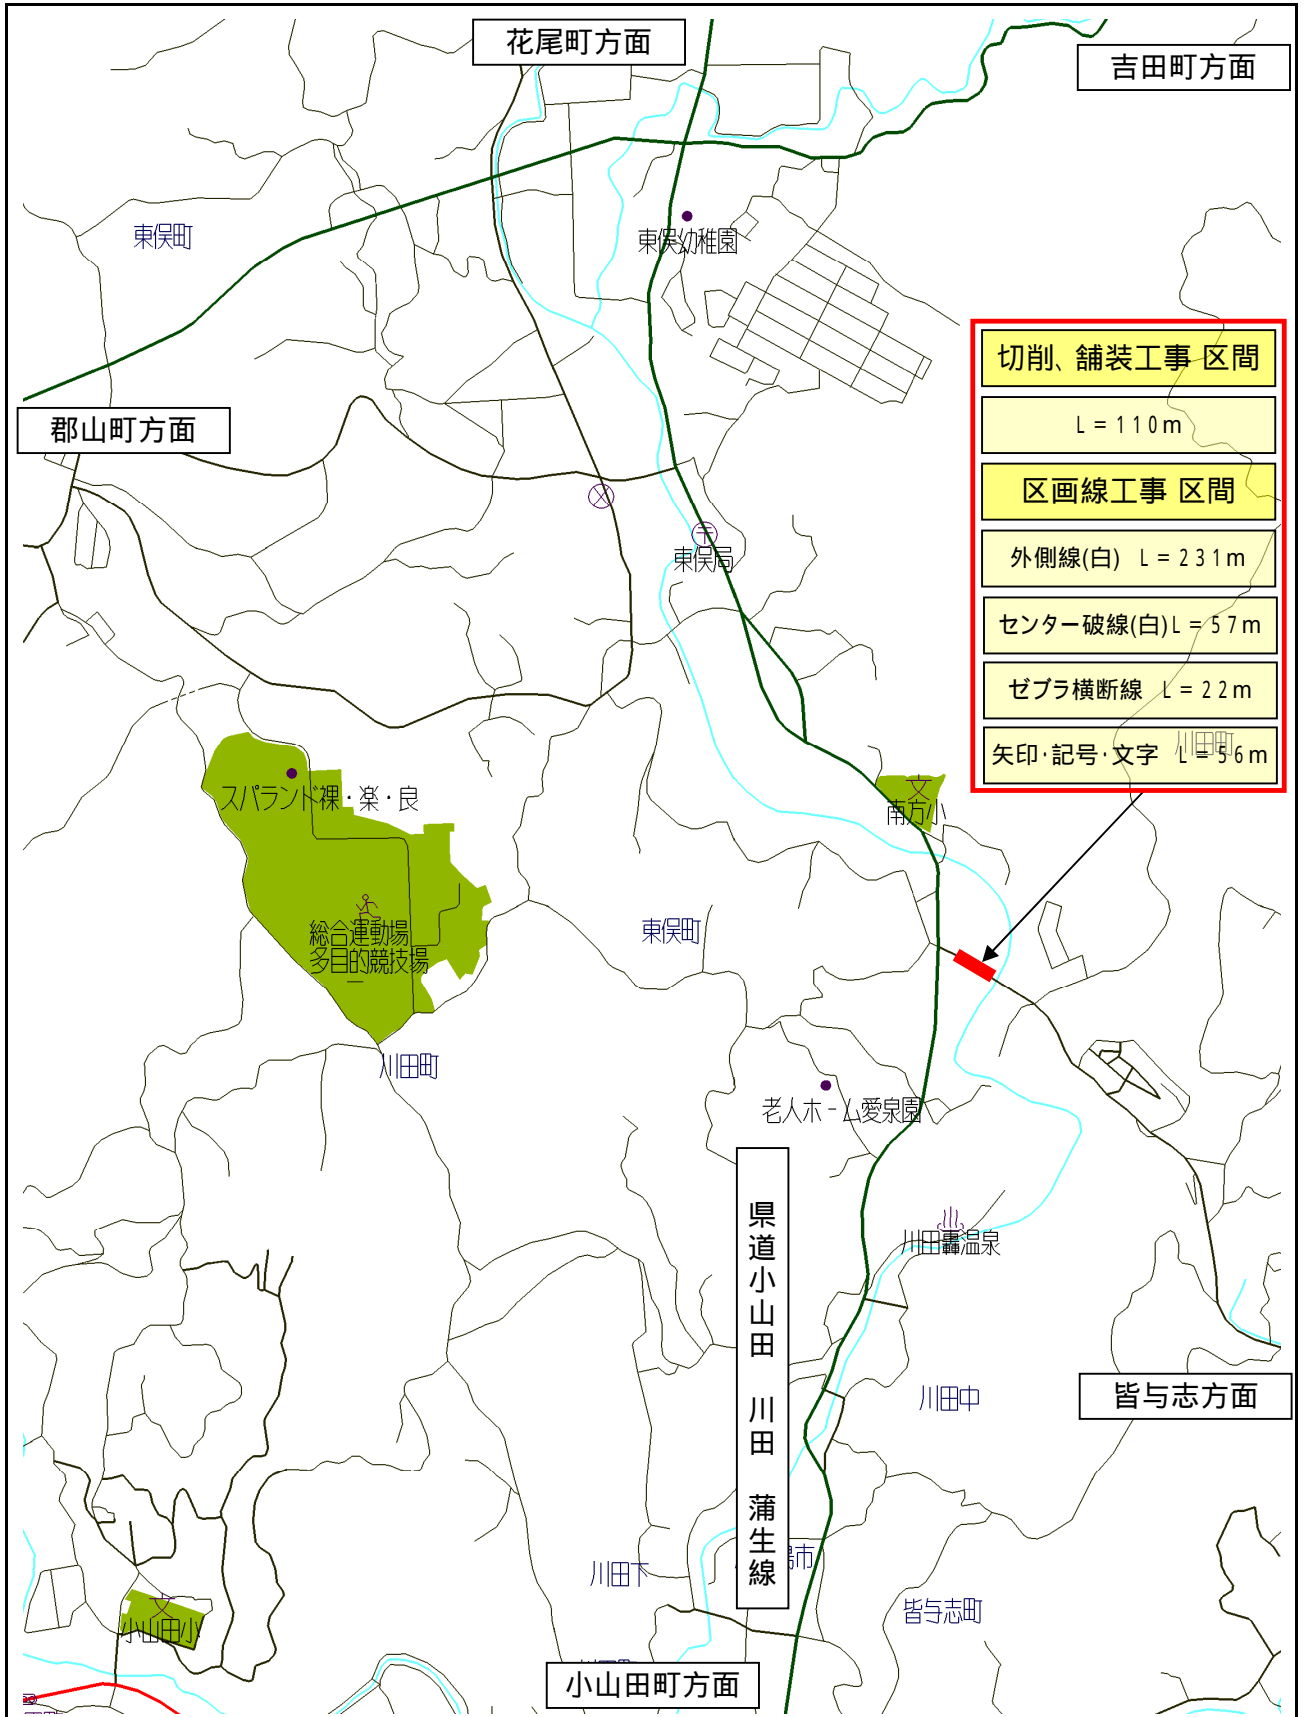 花尾町方面
吉田町方面
東俣町
東俣幼稚園
切削、舗装工事 区間
L = 110m
区画線工事 区間
外側線(白) L = 231m
センター破線(白) L = 57m
ゼブラ横断線 L = 22m
矢印・記号・文字 L = 56m
川田町
郡山町方面
東俣局
スパランド裸・楽・良
南方小
総合運動場
多目的競技場
東俣町
川田町
老人ホ-ム愛泉園
県道小山田 川田 蒲生線
川田轟温泉
川田中
皆与志方面
川田下
市
皆与志町
小山田小
小山田町方面